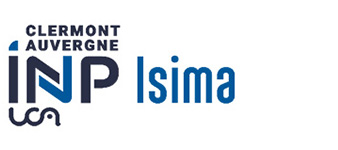 CLERMONT
AUVERGNE
INP Isima
UCA